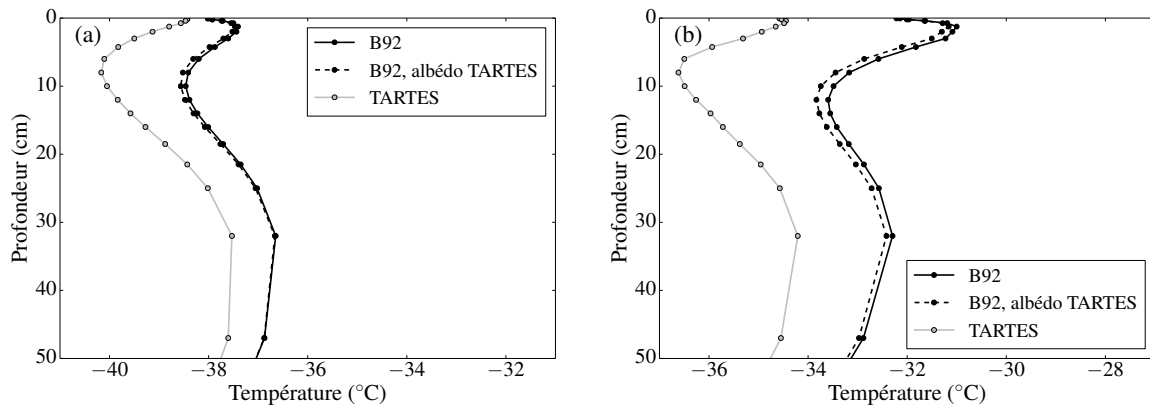 0
10
20
30
40
50
Profondeur (cm)
(a)
B92
B92, albédo TARTES
TARTES
−40
−38
−36
−34
−32
Température (°C)
0
10
20
30
40
50
Profondeur (cm)
(b)
B92
B92, albédo TARTES
TARTES
−36
−34
−32
−30
−28
Température (°C)